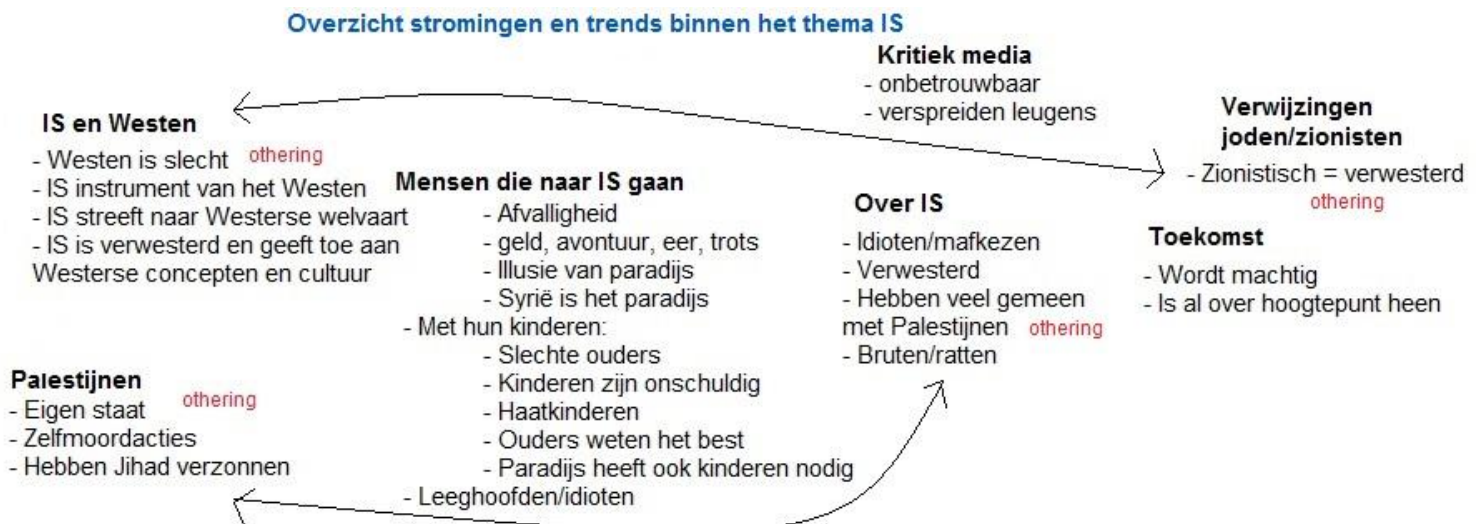 Overzicht stromingen en trends binnen het thema IS
Kritiek media
- onbetrouwbaar
- verspreiden leugens
IS en Westen
- Westen is slecht othering
- IS instrument van het Westen
- IS streeft naar Westerse welvaart
- IS is verwesterd en geeft toe aan
Westerse concepten en cultuur
Mensen die naar IS gaan
- Afvalligheid
- geld, avontuur, eer, trots
- Illusie van paradijs
- Syrië is het paradijs
- Met hun kinderen:
- Slechte ouders
- Kinderen zijn onschuldig
- Haatkinderen
- Ouders weten het best
- Paradijs heeft ook kinderen nodig
- Leeghoofden/idioten
Over IS
- Idioten/mafkezen
- Verwesterd
- Hebben veel gemeen
met Palestijnen othering
- Bruten/ratten
Verwijzingen
joden/zionisten
- Zionistisch = verwesterd
othering
Toekomst
- Wordt machtig
- Is al over hoogtepunt heen
Palestijnen
- Eigen staat othering
- Zelfmoordacties
- Hebben Jihad verzonnen